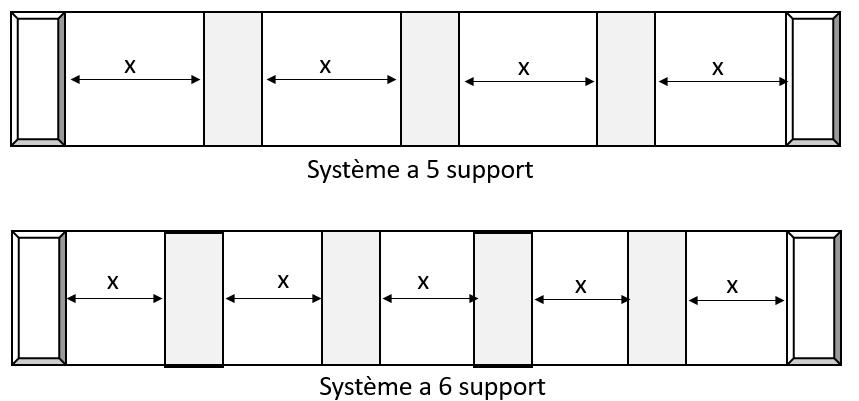 x x x x
Système a 5 support
x x x x x
Système a 6 support